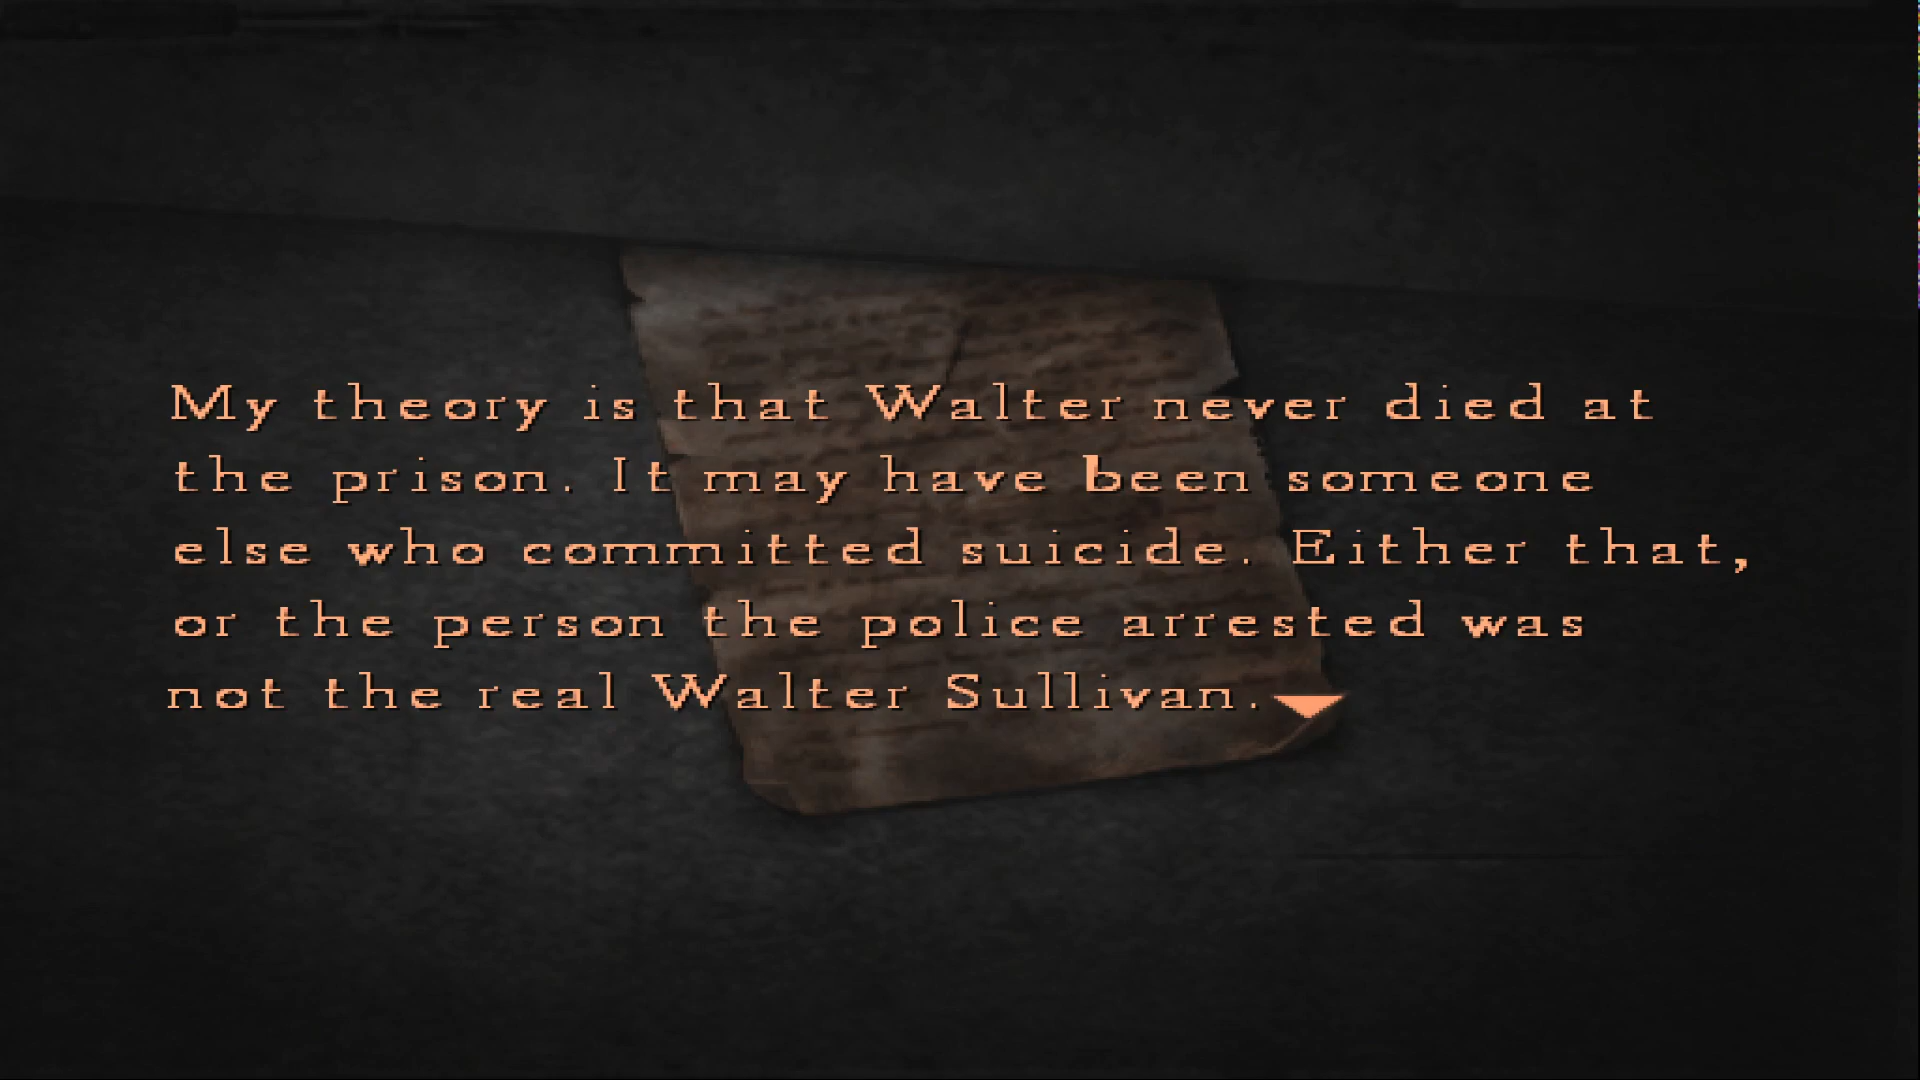 My theory is that Walter never died at
the prison. It may have been someone
else who committed suicide. Either that,
or the person the police arrested was
not the real Walter Sullivan.